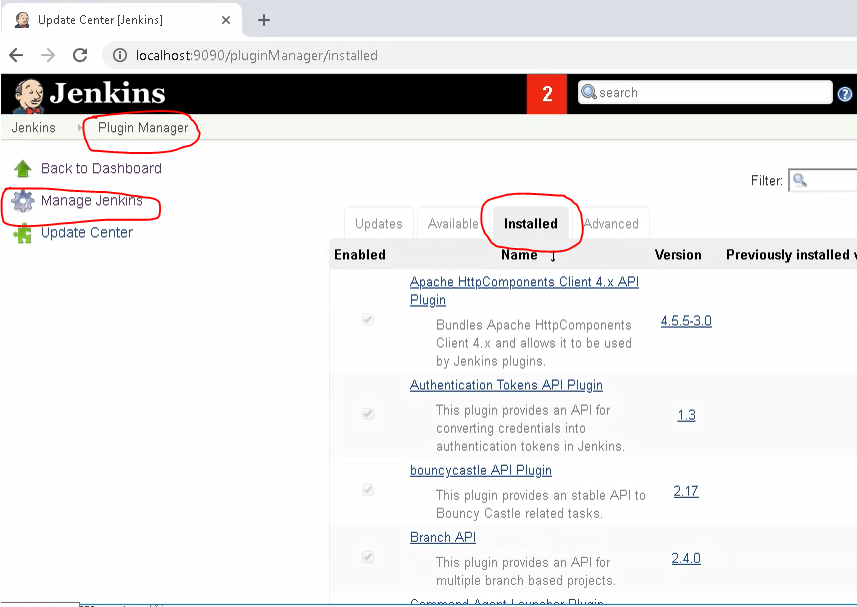 Update Center [Jenkins]
localhost:9090/pluginManager/installed
Jenkins
2
search
?
Jenkins
Plugin Manager
Back to Dashboard
Manage Jenkins
Update Center
Filter:
Updates
Available
Installed
Advanced
Enabled
Name ↓
Version
Previously installed v
Apache HttpComponents Client 4.x API
Plugin
Bundles Apache HttpComponents
Client 4.x and allows it to be used
by Jenkins plugins.
4.5.5-3.0
Authentication Tokens API Plugin
This plugin provides an API for
converting credentials into
authentication tokens in Jenkins.
1.3
bouncycastle API Plugin
This plugin provides an stable API to
Bouncy Castle related tasks.
2.17
Branch API
This plugin provides an API for
multiple branch based projects.
2.4.0
Command Agent Launcher Plugin